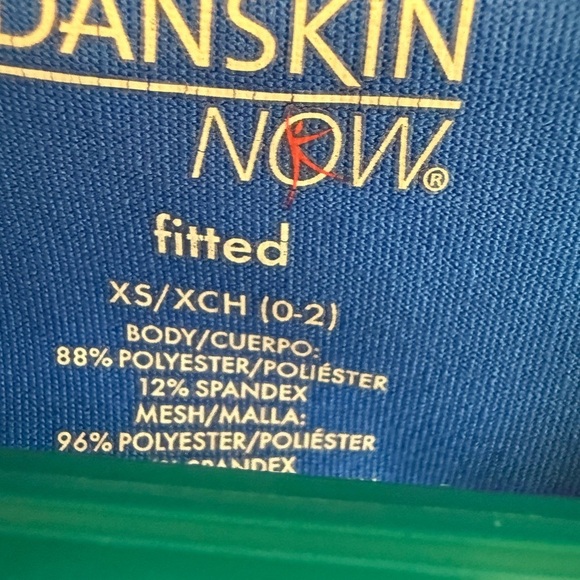 DANSKIN
NOW®
fitted
XS/XCH (0-2)
BODY/CUERPO:
88% POLYESTER/POLIÉSTER
12% SPANDEX
MESH/MALLA:
96% POLYESTER/POLIÉSTER
SPANDEX